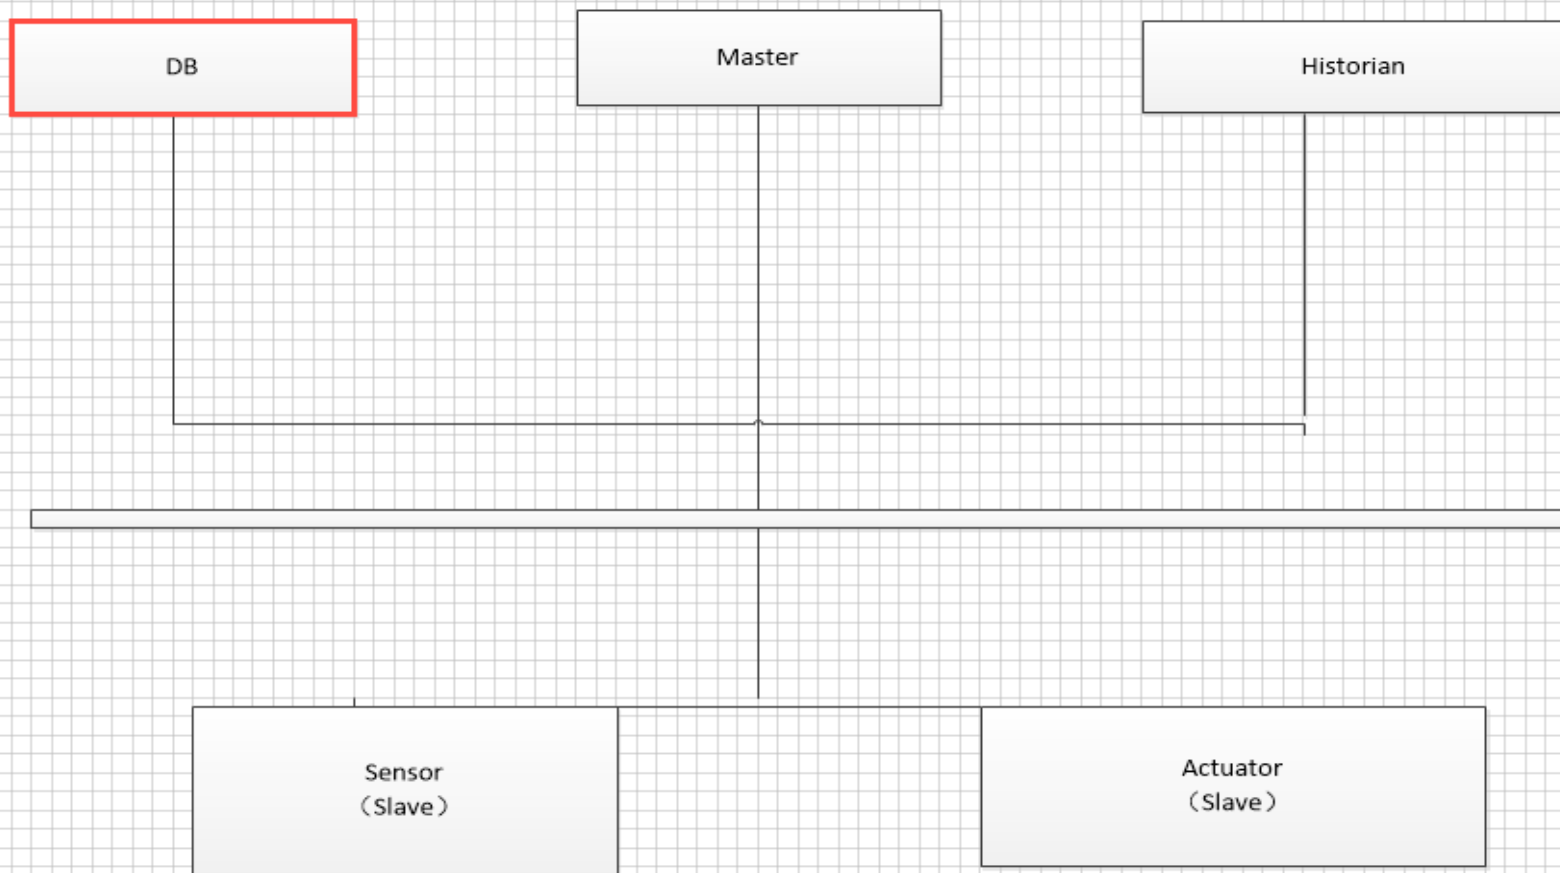 DB
Master
Historian
Sensor
（Slave）
Actuator
（Slave）